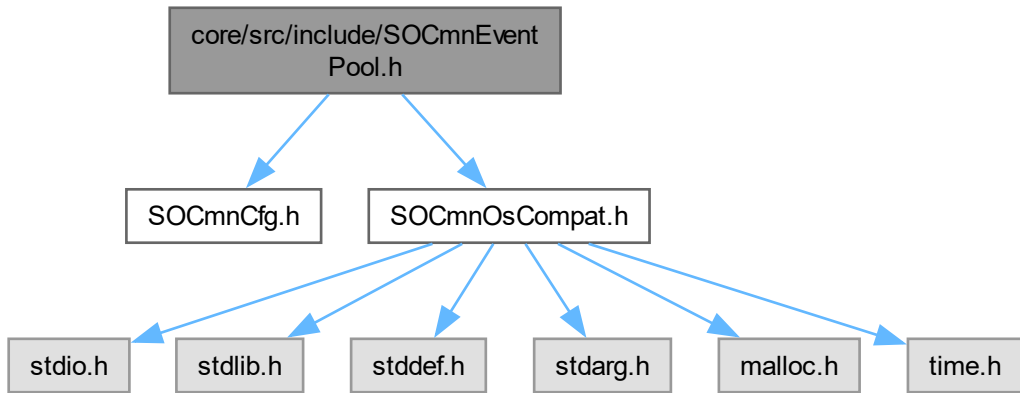 core/src/include/SOCmnEvent
Pool.h
SOCmnCfg.h
SOCmnOsCompat.h
stdio.h
stdlib.h
stddef.h
stdarg.h
malloc.h
time.h